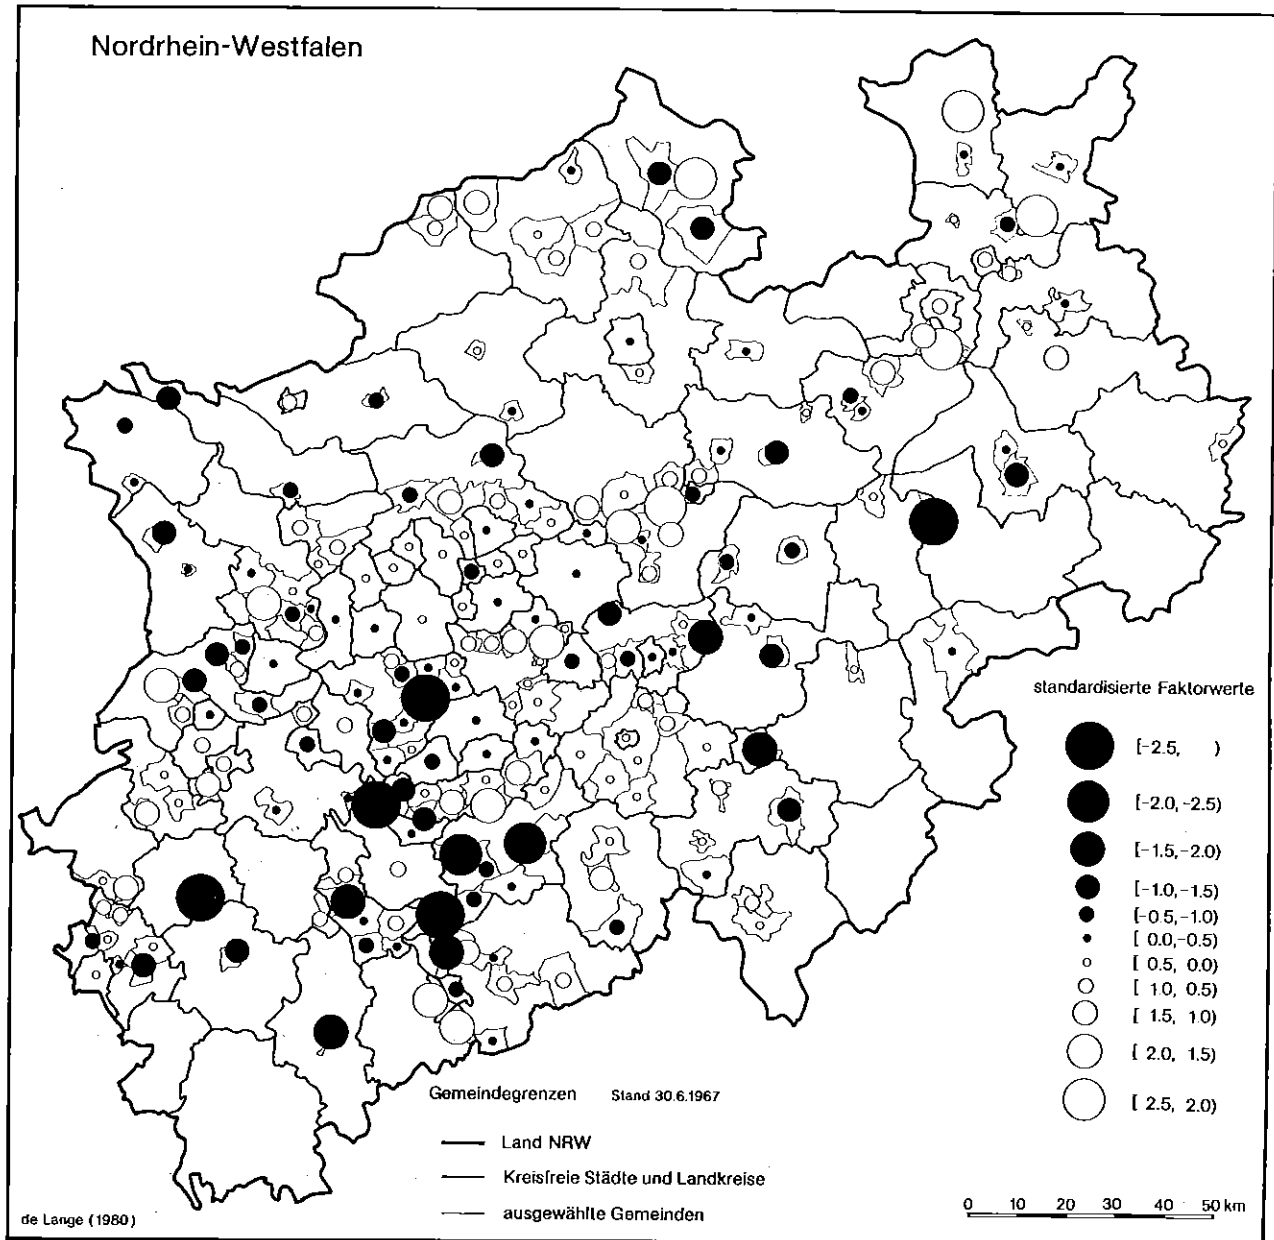 Nordrhein-Westfalen
standardisierte Faktorwerte
[-2.5, )
[-2.0,-2.5)
[-1.5,-2.0)
[-1.0,-1.5)
[-0.5,-1.0)
[ 0.0,-0.5)
[ 0.5, 0.0)
[ 1.0, 0.5)
[ 1.5, 1.0)
[ 2.0, 1.5)
[ 2.5, 2.0)
Gemeindegrenzen Stand 30.6.1967
Land NRW
Kreisfreie Städte und Landkreise
ausgewählte Gemeinden
0 10 20 30 40 50 km
de Lange (1980)